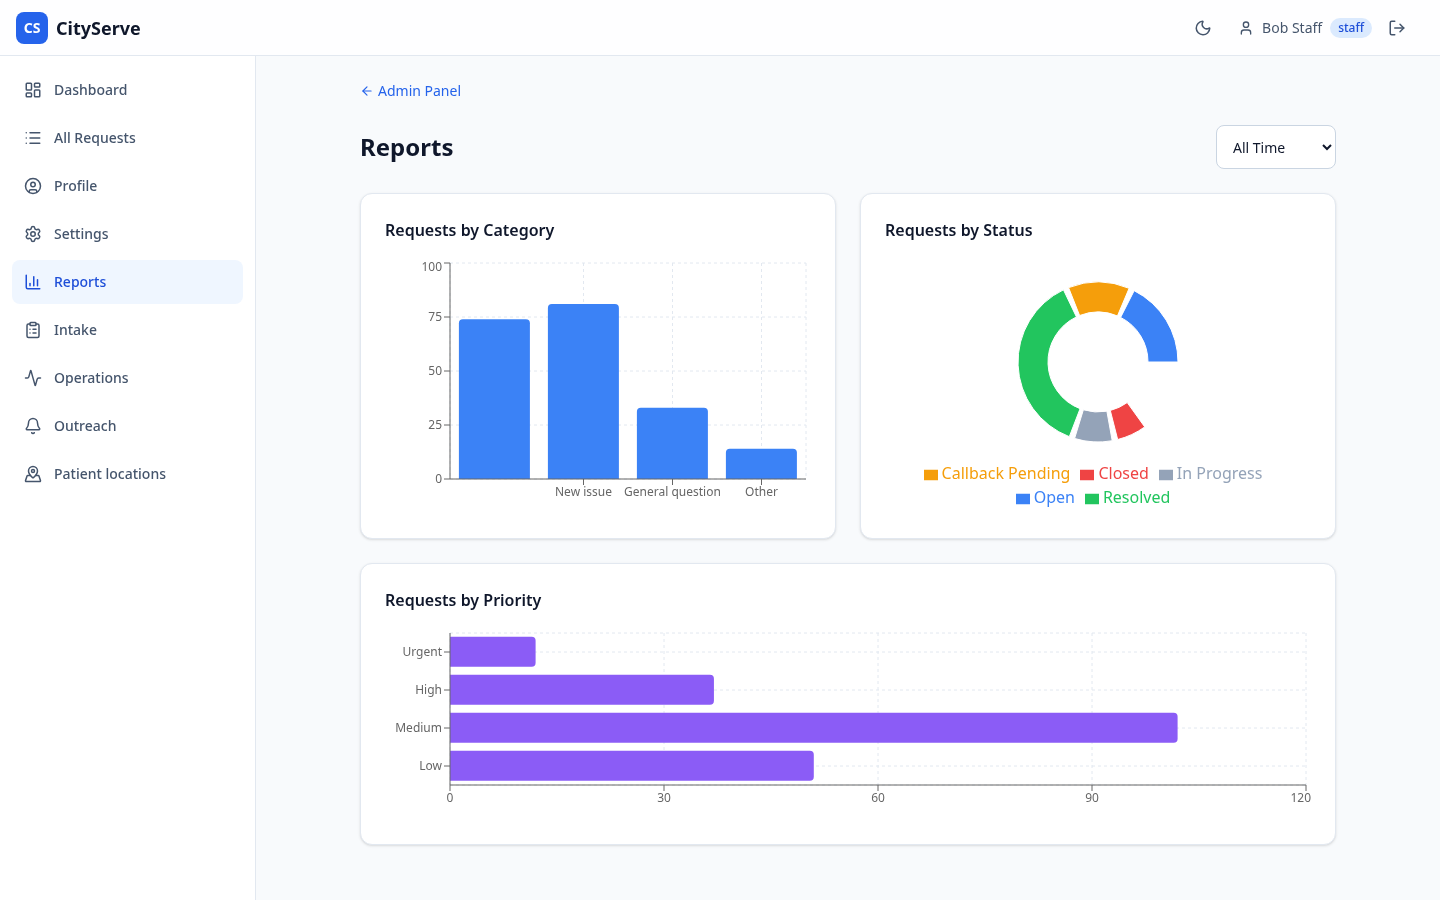 CS CityServe
Bob Staff staff
Dashboard
All Requests
Profile
Settings
Reports
Intake
Operations
Outreach
Patient locations
Admin Panel
Reports
All Time
Requests by Category
100
75
50
25
0
New issue General question Other
Requests by Status
Callback Pending Closed In Progress
Open Resolved
Requests by Priority
Urgent
High
Medium
Low
0 30 60 90 120